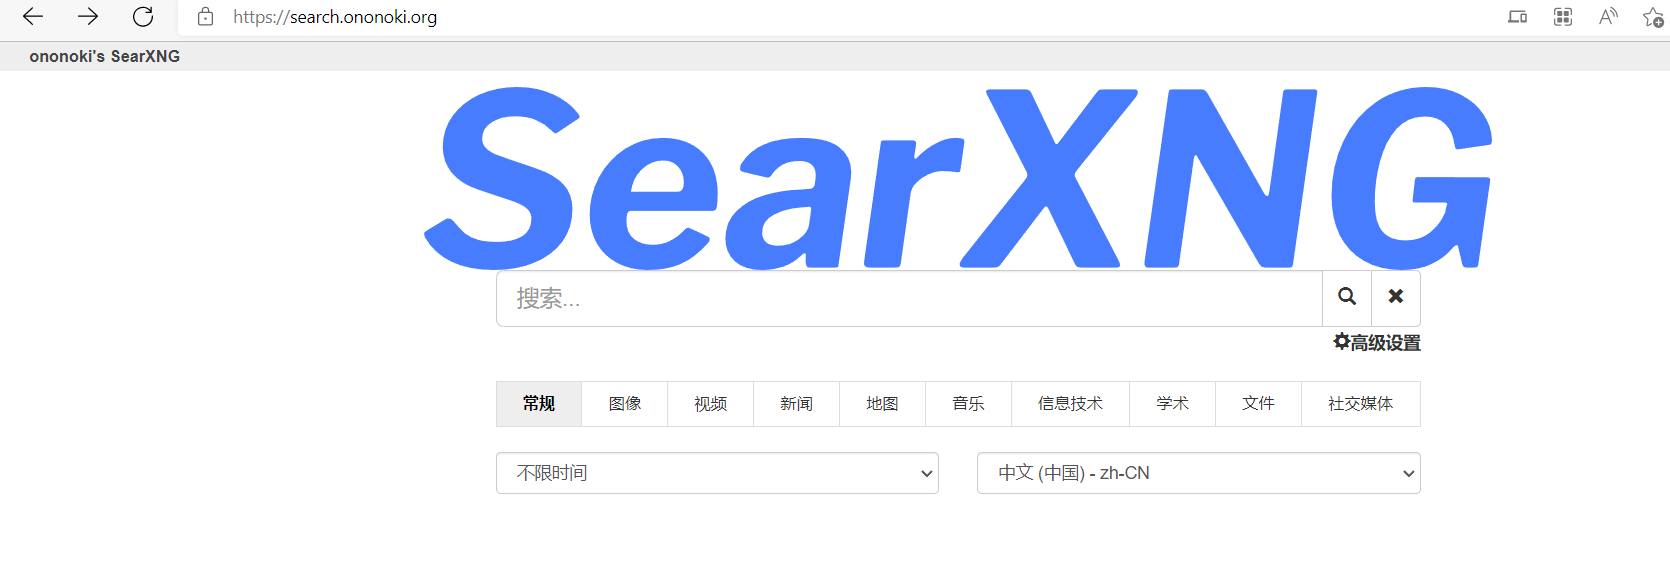 https://search.ononoki.org
ononoki's SearXNG
SearXNG
搜索...
高级设置
常规 图像 视频 新闻 地图 音乐 信息技术 学术 文件 社交媒体
不限时间 中文 (中国) - zh-CN